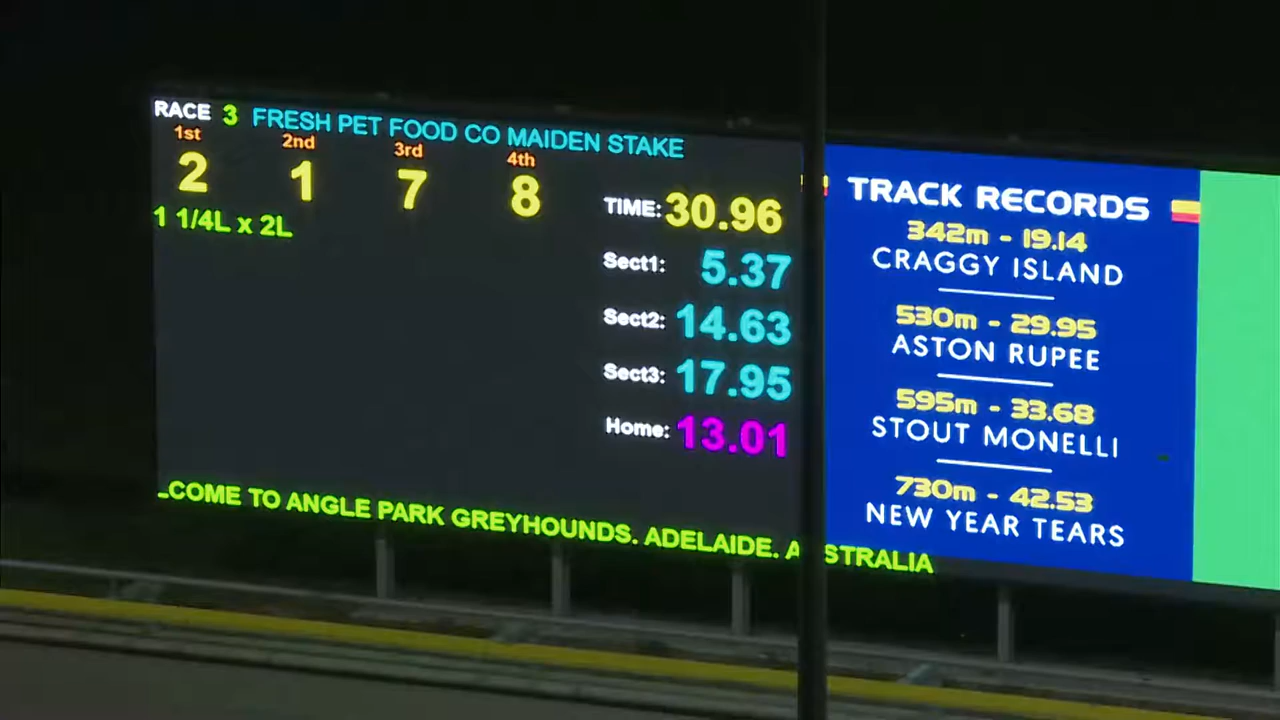 RACE 3 FRESH PET FOOD CO MAIDEN STAKE
1st 2nd 3rd 4th
2 1 7 8
1 1/4L x 2L
TIME: 30.96
Sect1: 5.37
Sect2: 14.63
Sect3: 17.95
Home: 13.01
COME TO ANGLE PARK GREYHOUNDS. ADELAIDE. A STRALIA
TRACK RECORDS
342m - 19.14
CRAGGY ISLAND
530m - 29.95
ASTON RUPEE
595m - 33.68
STOUT MONELLI
730m - 42.53
NEW YEAR TEARS